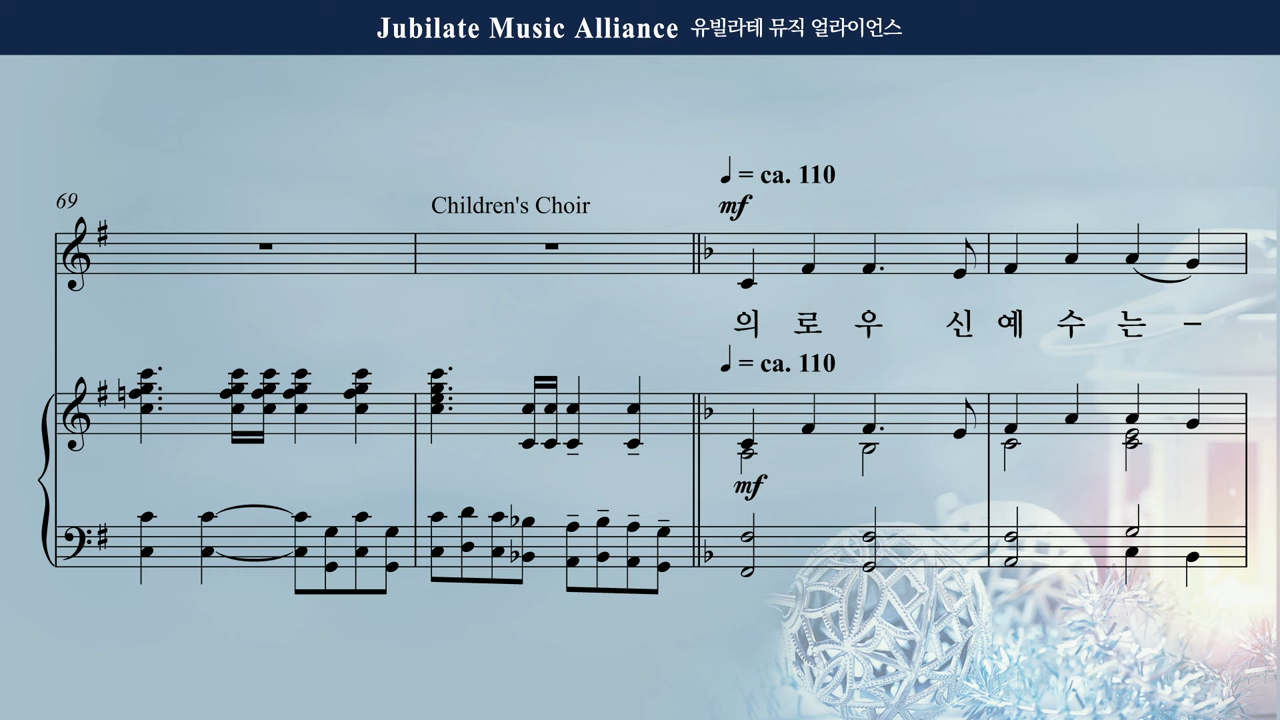 Jubilate Music Alliance 유빌라테 뮤직 얼라이언스
♩ = ca. 110
69
Children's Choir
mf
의 로 우 신 예 수 는 –
♩ = ca. 110
mf